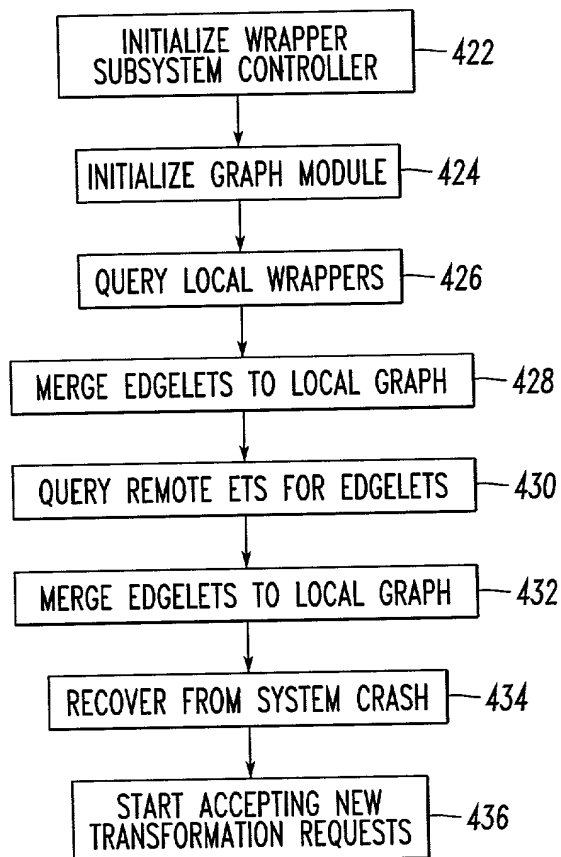 INITIALIZE WRAPPER
SUBSYSTEM CONTROLLER
422
INITIALIZE GRAPH MODULE
424
QUERY LOCAL WRAPPERS
426
MERGE EDGELETS TO LOCAL GRAPH
428
QUERY REMOTE ETS FOR EDGELETS
430
MERGE EDGELETS TO LOCAL GRAPH
432
RECOVER FROM SYSTEM CRASH
434
START ACCEPTING NEW
TRANSFORMATION REQUESTS
436